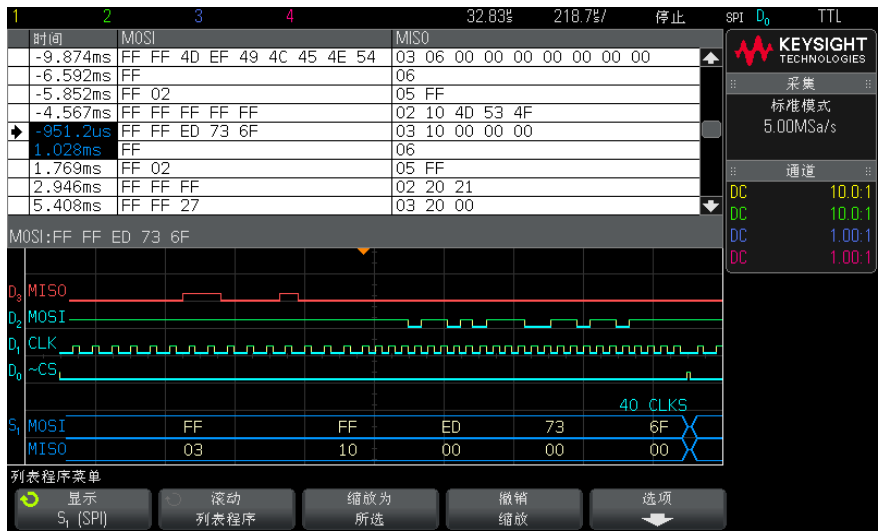 1 2 3 4 32.83㎲ 218.7㎲/ 停止 SPI D₀ TTL
时间 MOSI MISO
-9.874ms FF FF 4D EF 49 4C 45 4E 54 03 06 00 00 00 00 00 00 00
-6.592ms FF 06
-5.852ms FF 02 05 FF
-4.567ms FF FF FF FF FF 02 10 4D 53 4F
-951.2us FF FF ED 73 6F 03 10 00 00 00
1.028ms FF 06
1.769ms FF 02 05 FF
2.946ms FF FF FF 02 20 21
5.408ms FF FF 27 03 20 00
MOSI:FF FF ED 73 6F
KEYSIGHT
TECHNOLOGIES
采集
标准模式
5.00MSa/s
通道
DC 10.0:1
DC 10.0:1
DC 1.00:1
DC 1.00:1
D₃ MISO
D₂ MOSI
D₁ CLK
D₀ ~CS
40 CLKS
S₁ MOSI FF FF ED 73 6F
MISO 03 10 00 00 00
列表程序菜单
显示 滚动 缩放为 撤销 选项
S₁ (SPI) 列表程序 所选 缩放